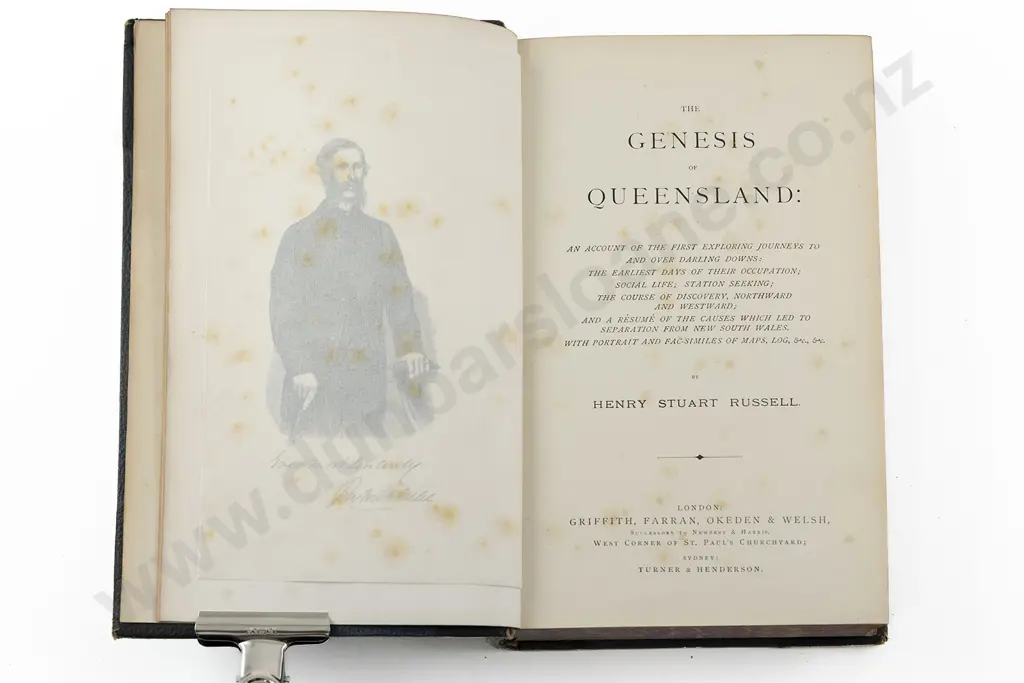 THE
GENESIS
OF
QUEENSLAND:
AN ACCOUNT OF THE FIRST EXPLORING JOURNEYS TO
AND OVER DARLING DOWNS:
THE EARLIEST DAYS OF THEIR OCCUPATION;
SOCIAL LIFE; STATION SEEKING;
THE COURSE OF DISCOVERY, NORTHWARD
AND WESTWARD;
AND A RÉSUMÉ OF THE CAUSES WHICH LED TO
SEPARATION FROM NEW SOUTH WALES.
WITH PORTRAIT AND FAC-SIMILES OF MAPS, LOG, &c., &c.
BY
HENRY STUART RUSSELL.
LONDON:
GRIFFITH, FARRAN, OKEDEN & WELSH,
SUCCESSORS TO NEWBERY & HARRIS,
WEST CORNER OF ST. PAUL'S CHURCHYARD;
SYDNEY:
TURNER & HENDERSON.
www.dunbarsloane.co.nz